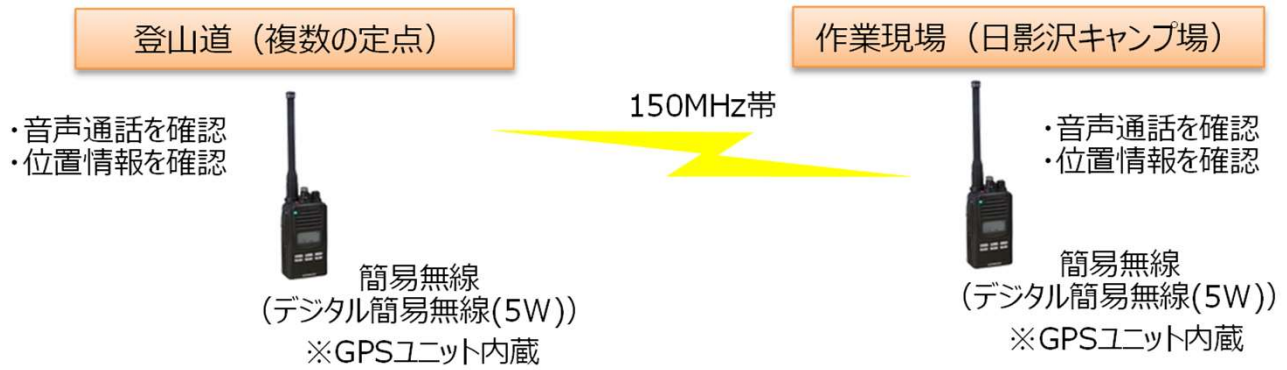 登山道（複数の定点）
・音声通話を確認
・位置情報を確認
簡易無線
（デジタル簡易無線(5W)）
※GPSユニット内蔵
150MHz帯
作業現場（日影沢キャンプ場）
・音声通話を確認
・位置情報を確認
簡易無線
（デジタル簡易無線(5W)）
※GPSユニット内蔵